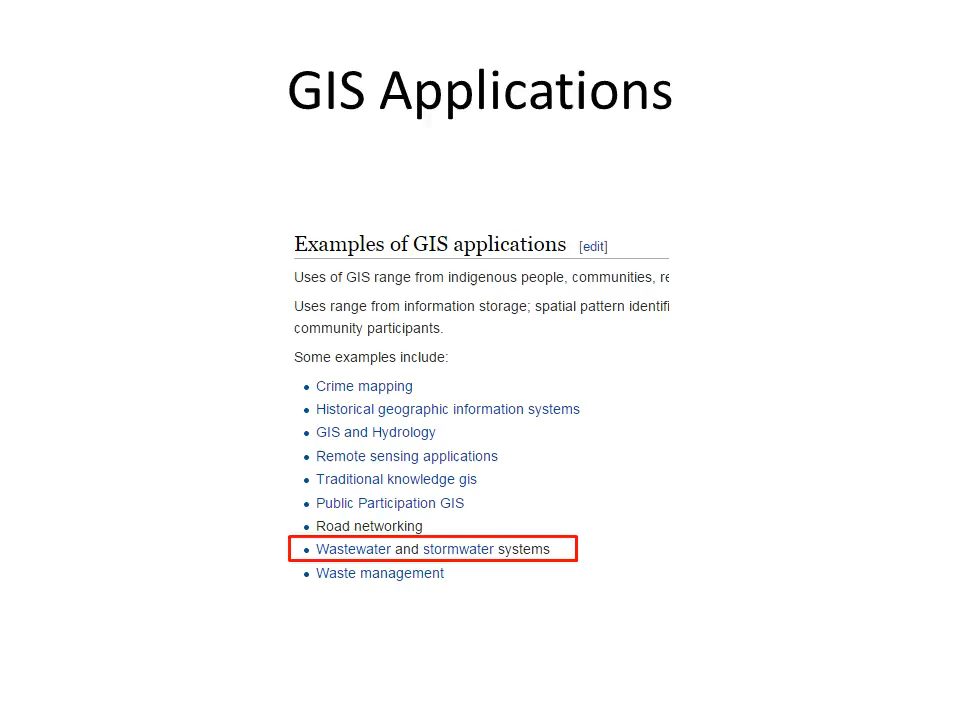 GIS Applications
Examples of GIS applications [edit]
Uses of GIS range from indigenous people, communities, re
Uses range from information storage; spatial pattern identifi
community participants.
Some examples include:
• Crime mapping
• Historical geographic information systems
• GIS and Hydrology
• Remote sensing applications
• Traditional knowledge gis
• Public Participation GIS
• Road networking
• Wastewater and stormwater systems
• Waste management